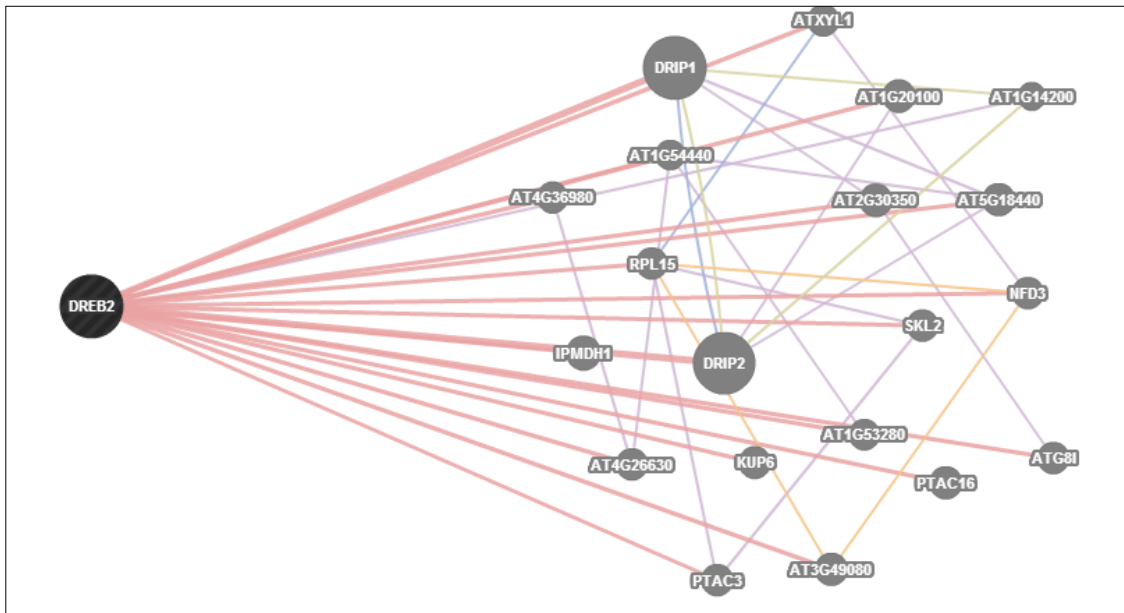 ATXYL1
DRIP1
AT1G20100
AT1G14200
AT1G54440
AT4G36980
AT2G30350
AT5G18440
RPL15
NFD3
DREB2
SKL2
IPMDH1
DRIP2
AT1G53280
AT4G26630
KUP6
ATG8I
PTAC16
PTAC3
AT3G49080